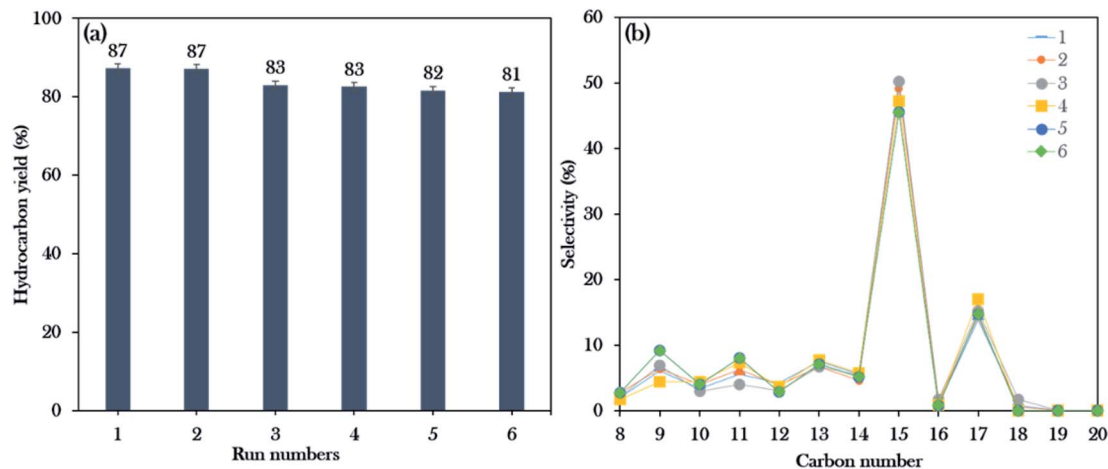 (a)
100
80
60
40
20
0
87 87 83 83 82 81
1 2 3 4 5 6
Run numbers
Hydrocarbon yield (%)
(b)
60
50
40
30
20
10
0
1
2
3
4
5
6
8 9 10 11 12 13 14 15 16 17 18 19 20
Carbon number
Selectivity (%)